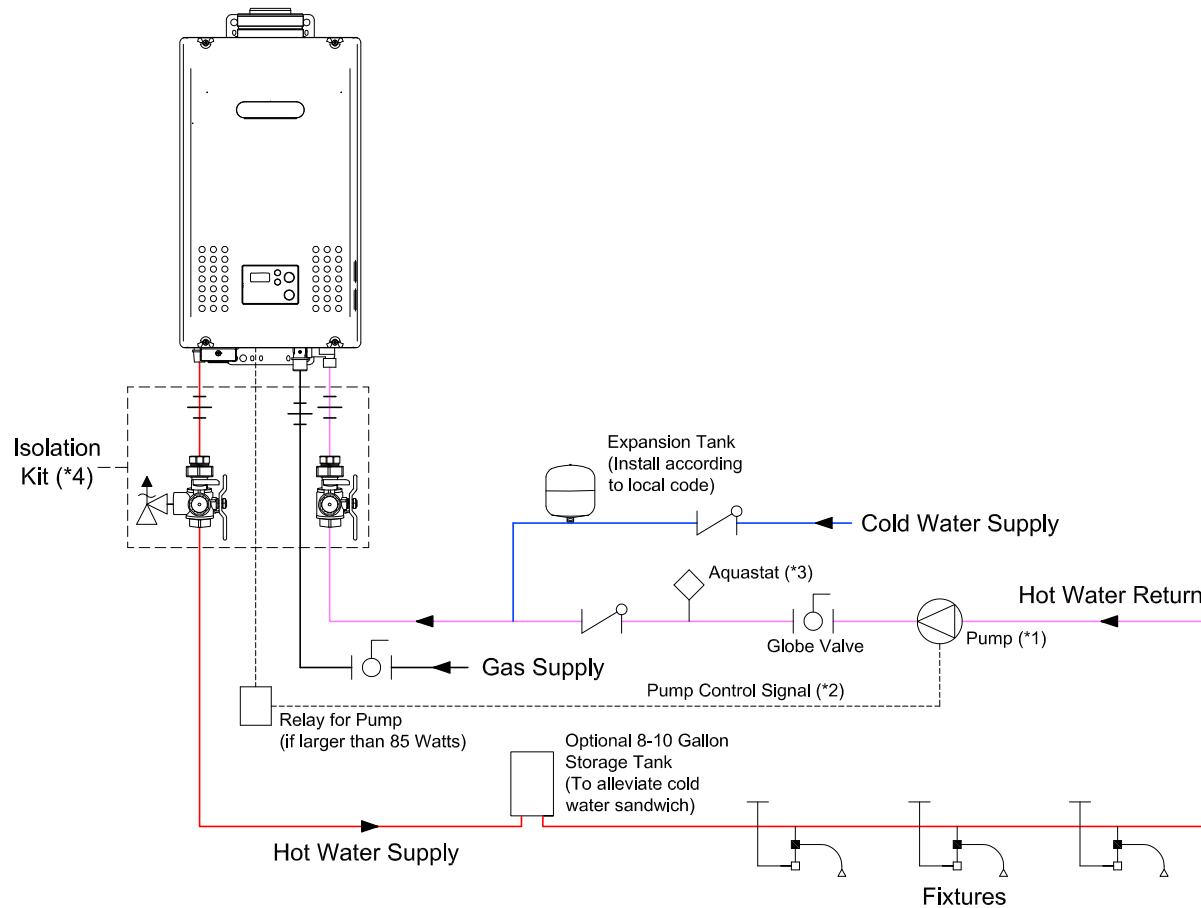 Isolation
Kit (*4)
Expansion Tank
(Install according
to local code)
Cold Water Supply
Aquastat (*3)
Hot Water Return
Globe Valve
Pump (*1)
Gas Supply
Pump Control Signal (*2)
Relay for Pump
(if larger than 85 Watts)
Optional 8-10 Gallon
Storage Tank
(To alleviate cold
water sandwich)
Hot Water Supply
Fixtures